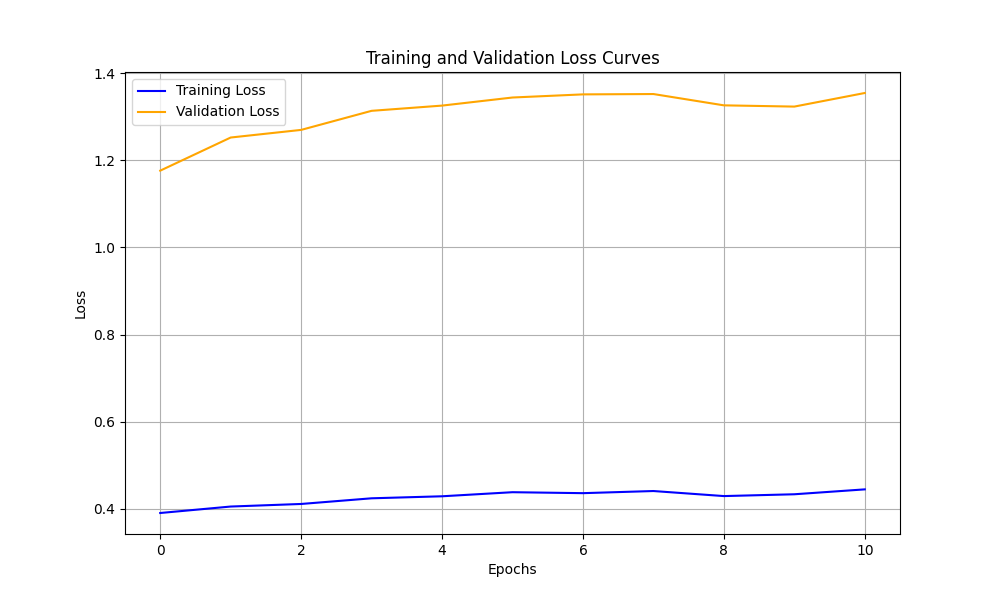 Training and Validation Loss Curves
Training Loss
Validation Loss
1.4
1.2
1.0
0.8
0.6
0.4
Loss
0 2 4 6 8 10
Epochs